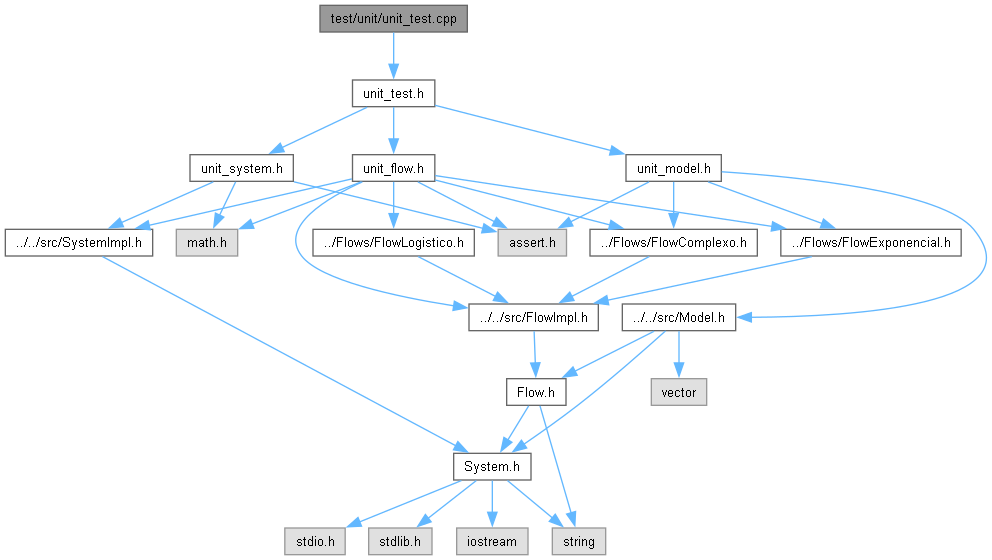 test/unit/unit_test.cpp
unit_test.h
unit_system.h
unit_flow.h
unit_model.h
../../src/SystemImpl.h
math.h
../Flows/FlowLogistico.h
assert.h
../Flows/FlowComplexo.h
../Flows/FlowExponencial.h
../../src/FlowImpl.h
../../src/Model.h
Flow.h
vector
System.h
stdio.h
stdlib.h
iostream
string